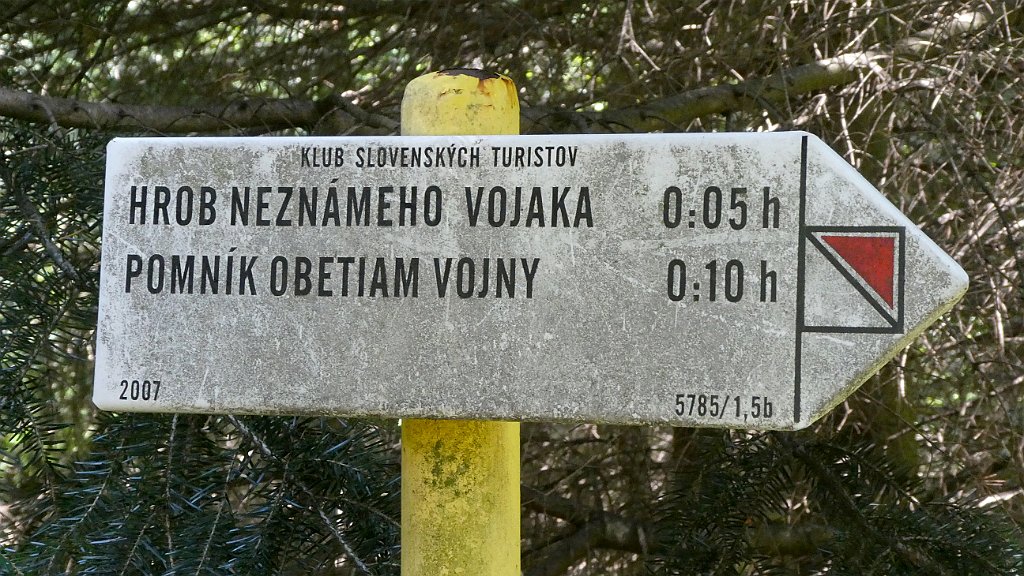 KLUB SLOVENSKÝCH TURISTOV
HROB NEZNÁMEHO VOJAKA 0:05 h
POMNÍK OBETIAM VOJNY 0:10 h
2007 5785/1,5b